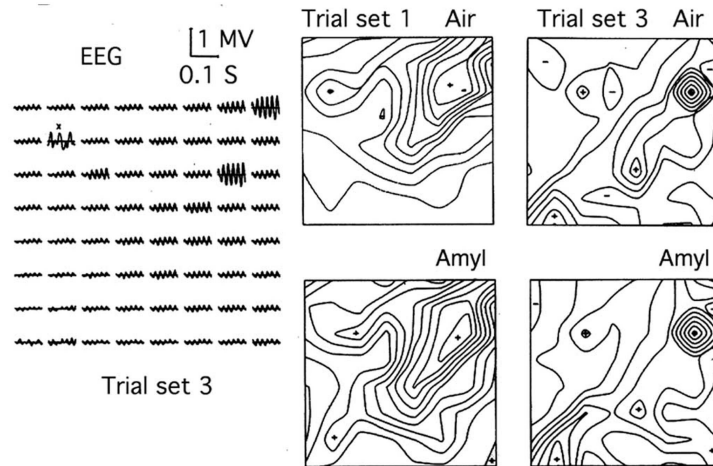 EEG
1 MV
0.1 S
x
Trial set 3
Trial set 1 Air
Trial set 3 Air
Amyl
Amyl